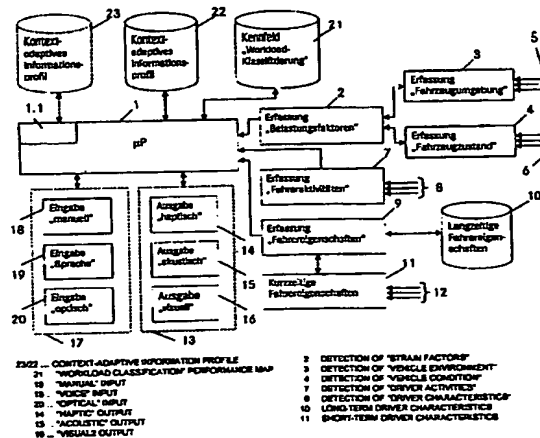 23
22
21
Kontext-
adaptives
Informations-
profil
Kontext-
adaptives
Informations-
profil
Kennfeld
„Workload-
Klassifizierung"
1
1.1
µP
2
Erfassung
„Belastungsfaktoren"
3
Erfassung
„Fahrzeugumgebung"
5
4
Erfassung
„Fahrzeugzustand"
6
7
Erfassung
„Fahreraktivitäten"
8
9
Erfassung
„Fahrereigenschaften"
10
Langzeitige
Fahrereigen-
schaften
11
Kurzzeitige
Fahrereigenschaften
12
18
Eingabe
„manuell"
19
Eingabe
„Sprache"
20
Eingabe
„optisch"
17
Ausgabe
„haptisch"
14
Ausgabe
„akustisch"
15
Ausgabe
„visuell"
16
13
23/22 ... CONTEXT-ADAPTIVE INFORMATION PROFILE
21 "WORKLOAD CLASSIFICATION" PERFORMANCE MAP
18 "MANUAL" INPUT
19 . "VOICE" INPUT
20 ... "OPTICAL" INPUT
14 "HAPTIC" OUTPUT
15 "ACOUSTIC" OUTPUT
16 "VISUAL2 OUTPUT
2 DETECTION OF "STRAIN FACTORS"
3 DETECTION OF "VEHICLE ENVIRONMENT"
4 DETECTION OF "VEHICLE CONDITION"
7 DETECTION OF "DRIVER ACTIVITIES"
9 DETECTION OF "DRIVER CHARACTERISTICS"
10 LONG-TERM DRIVER CHARACTERISTICS
11 SHORT-TERM DRIVER CHARACTERISTICS